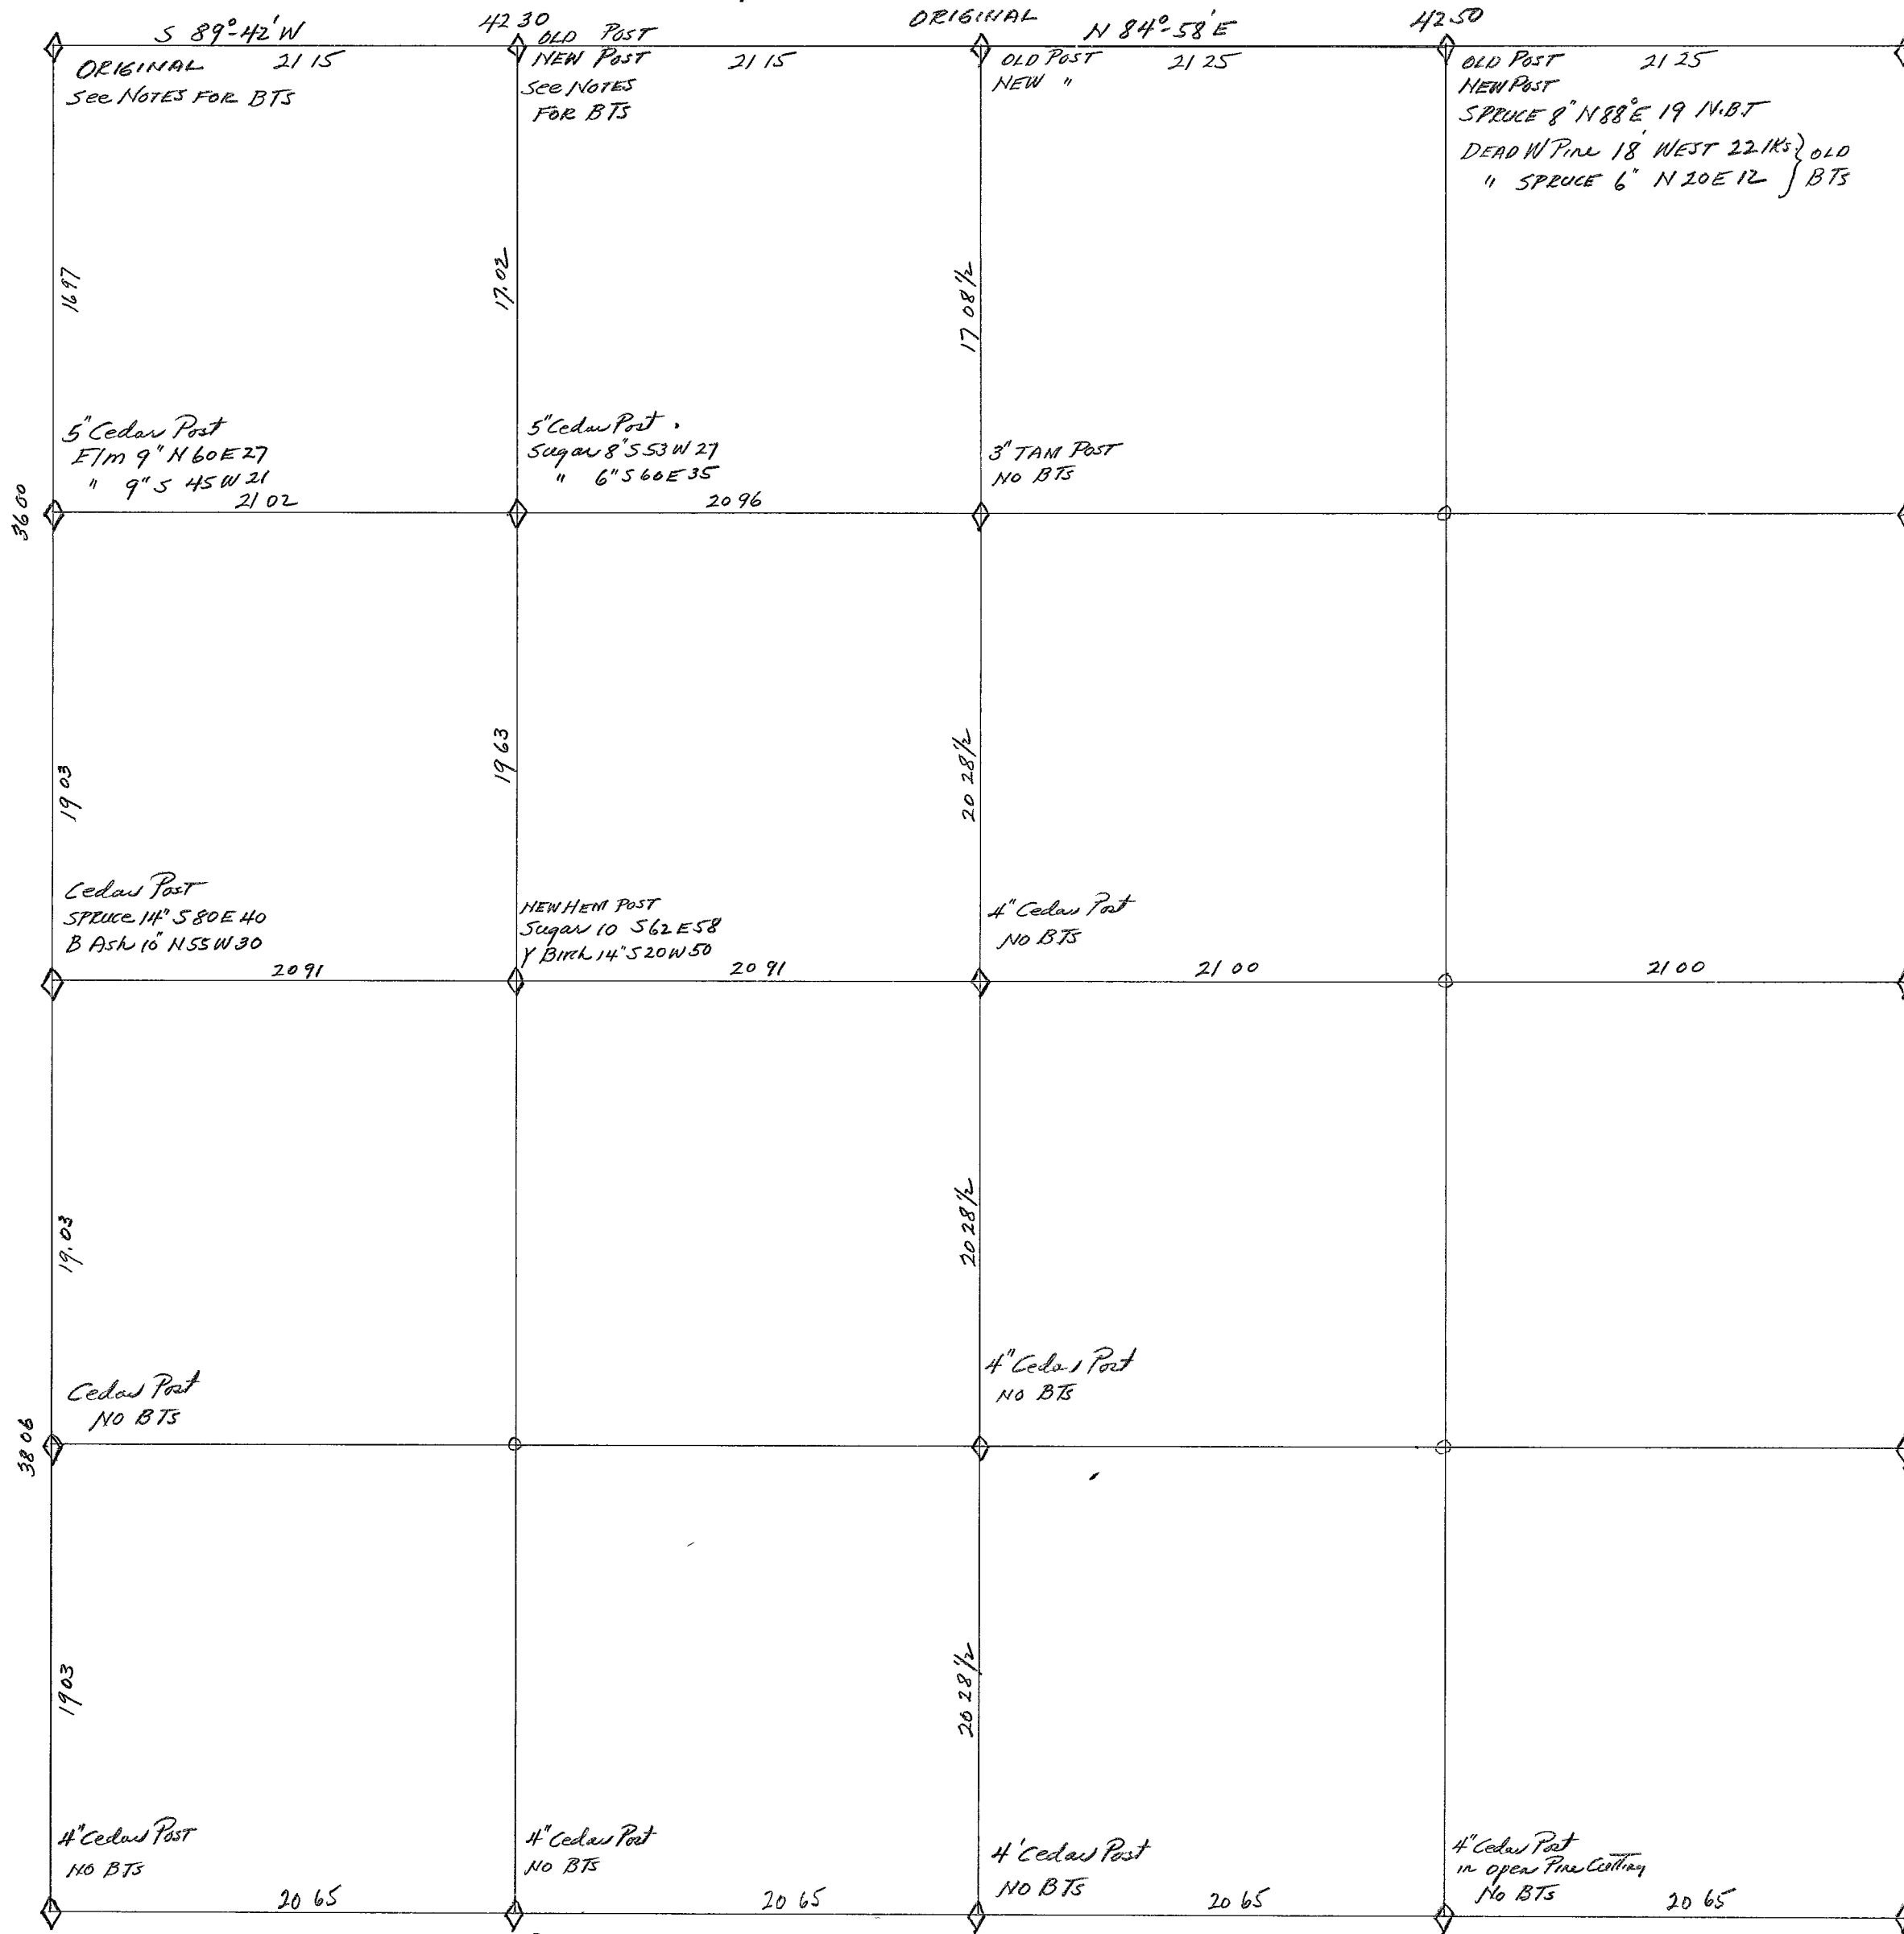 S 89°-42' W
42 30
ORIGINAL
N 84°-58' E
42 50
ORIGINAL 21 15
See NOTES FOR BTs
OLD POST
NEW POST 21 15
See NOTES
FOR BTs
OLD POST 21 25
NEW "
OLD POST 21 25
NEW POST
SPRUCE 8" N 88° E 19 N.BT
DEAD W Pine 18" WEST 22 lKs } OLD
" SPRUCE 6" N 20 E 12 } BTs
16 97
17.02
17 08 1/2
5" Cedar Post
Elm 9" N 60 E 27
" 9" S 45 W 21
21 02
5" Cedar Post
Sugar 8" S 53 W 27
" 6" S 60 E 35
20 96
3" TAM POST
NO BTs
36 00
19 03
19 63
20 28 1/2
Cedar Post
SPRUCE 14" S 80 E 40
B Ash 10" N 55 W 30
20 91
NEW HEM POST
Sugar 10 S 62 E 58
Y Birch 14" S 20 W 50
20 91
4" Cedar Post
NO BTs
21 00
21 00
19.03
20 28 1/2
Cedar Post
NO BTs
4" Cedar Post
NO BTs
38 06
19 03
20 28 1/2
4" Cedar Post
NO BTs
20 65
4" Cedar Post
NO BTs
20 65
4' Cedar Post
NO BTs
20 65
4" Cedar Post
in open Pine Cutting
No BTs
20 65